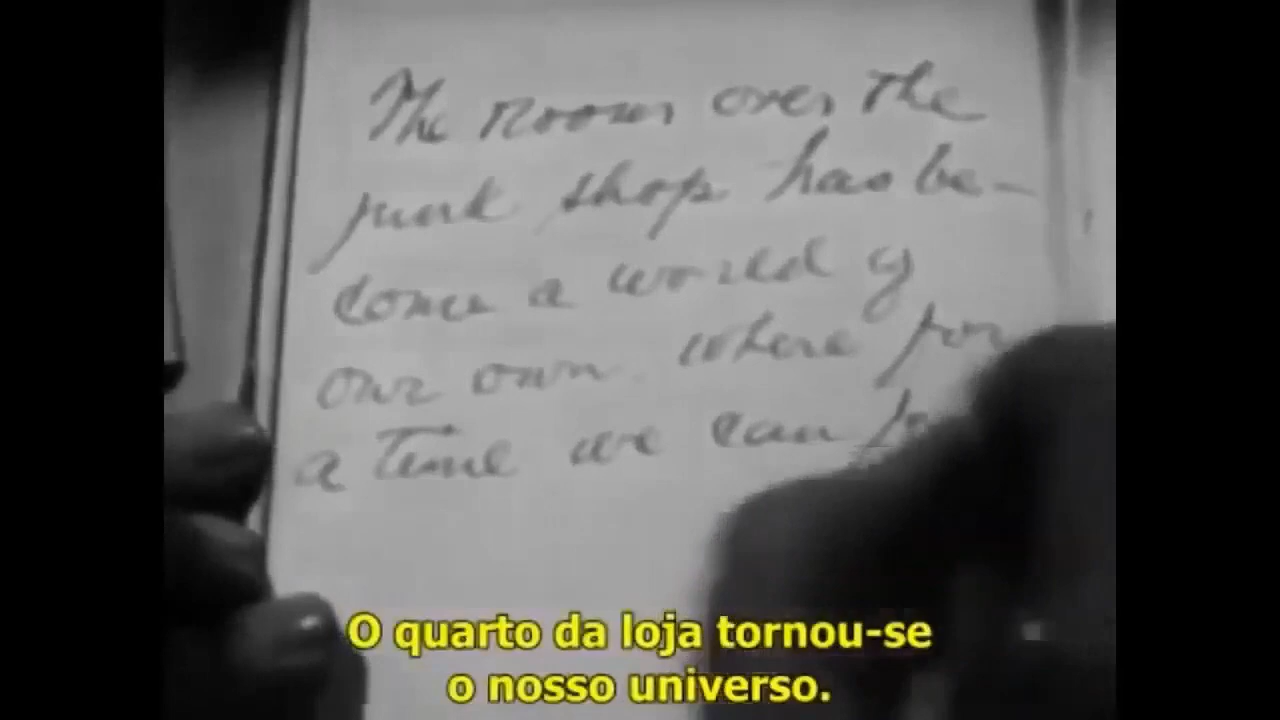 The room over the
junk shop has be-
come a world of
our own. where for
a time we can
O quarto da loja tornou-se
o nosso universo.